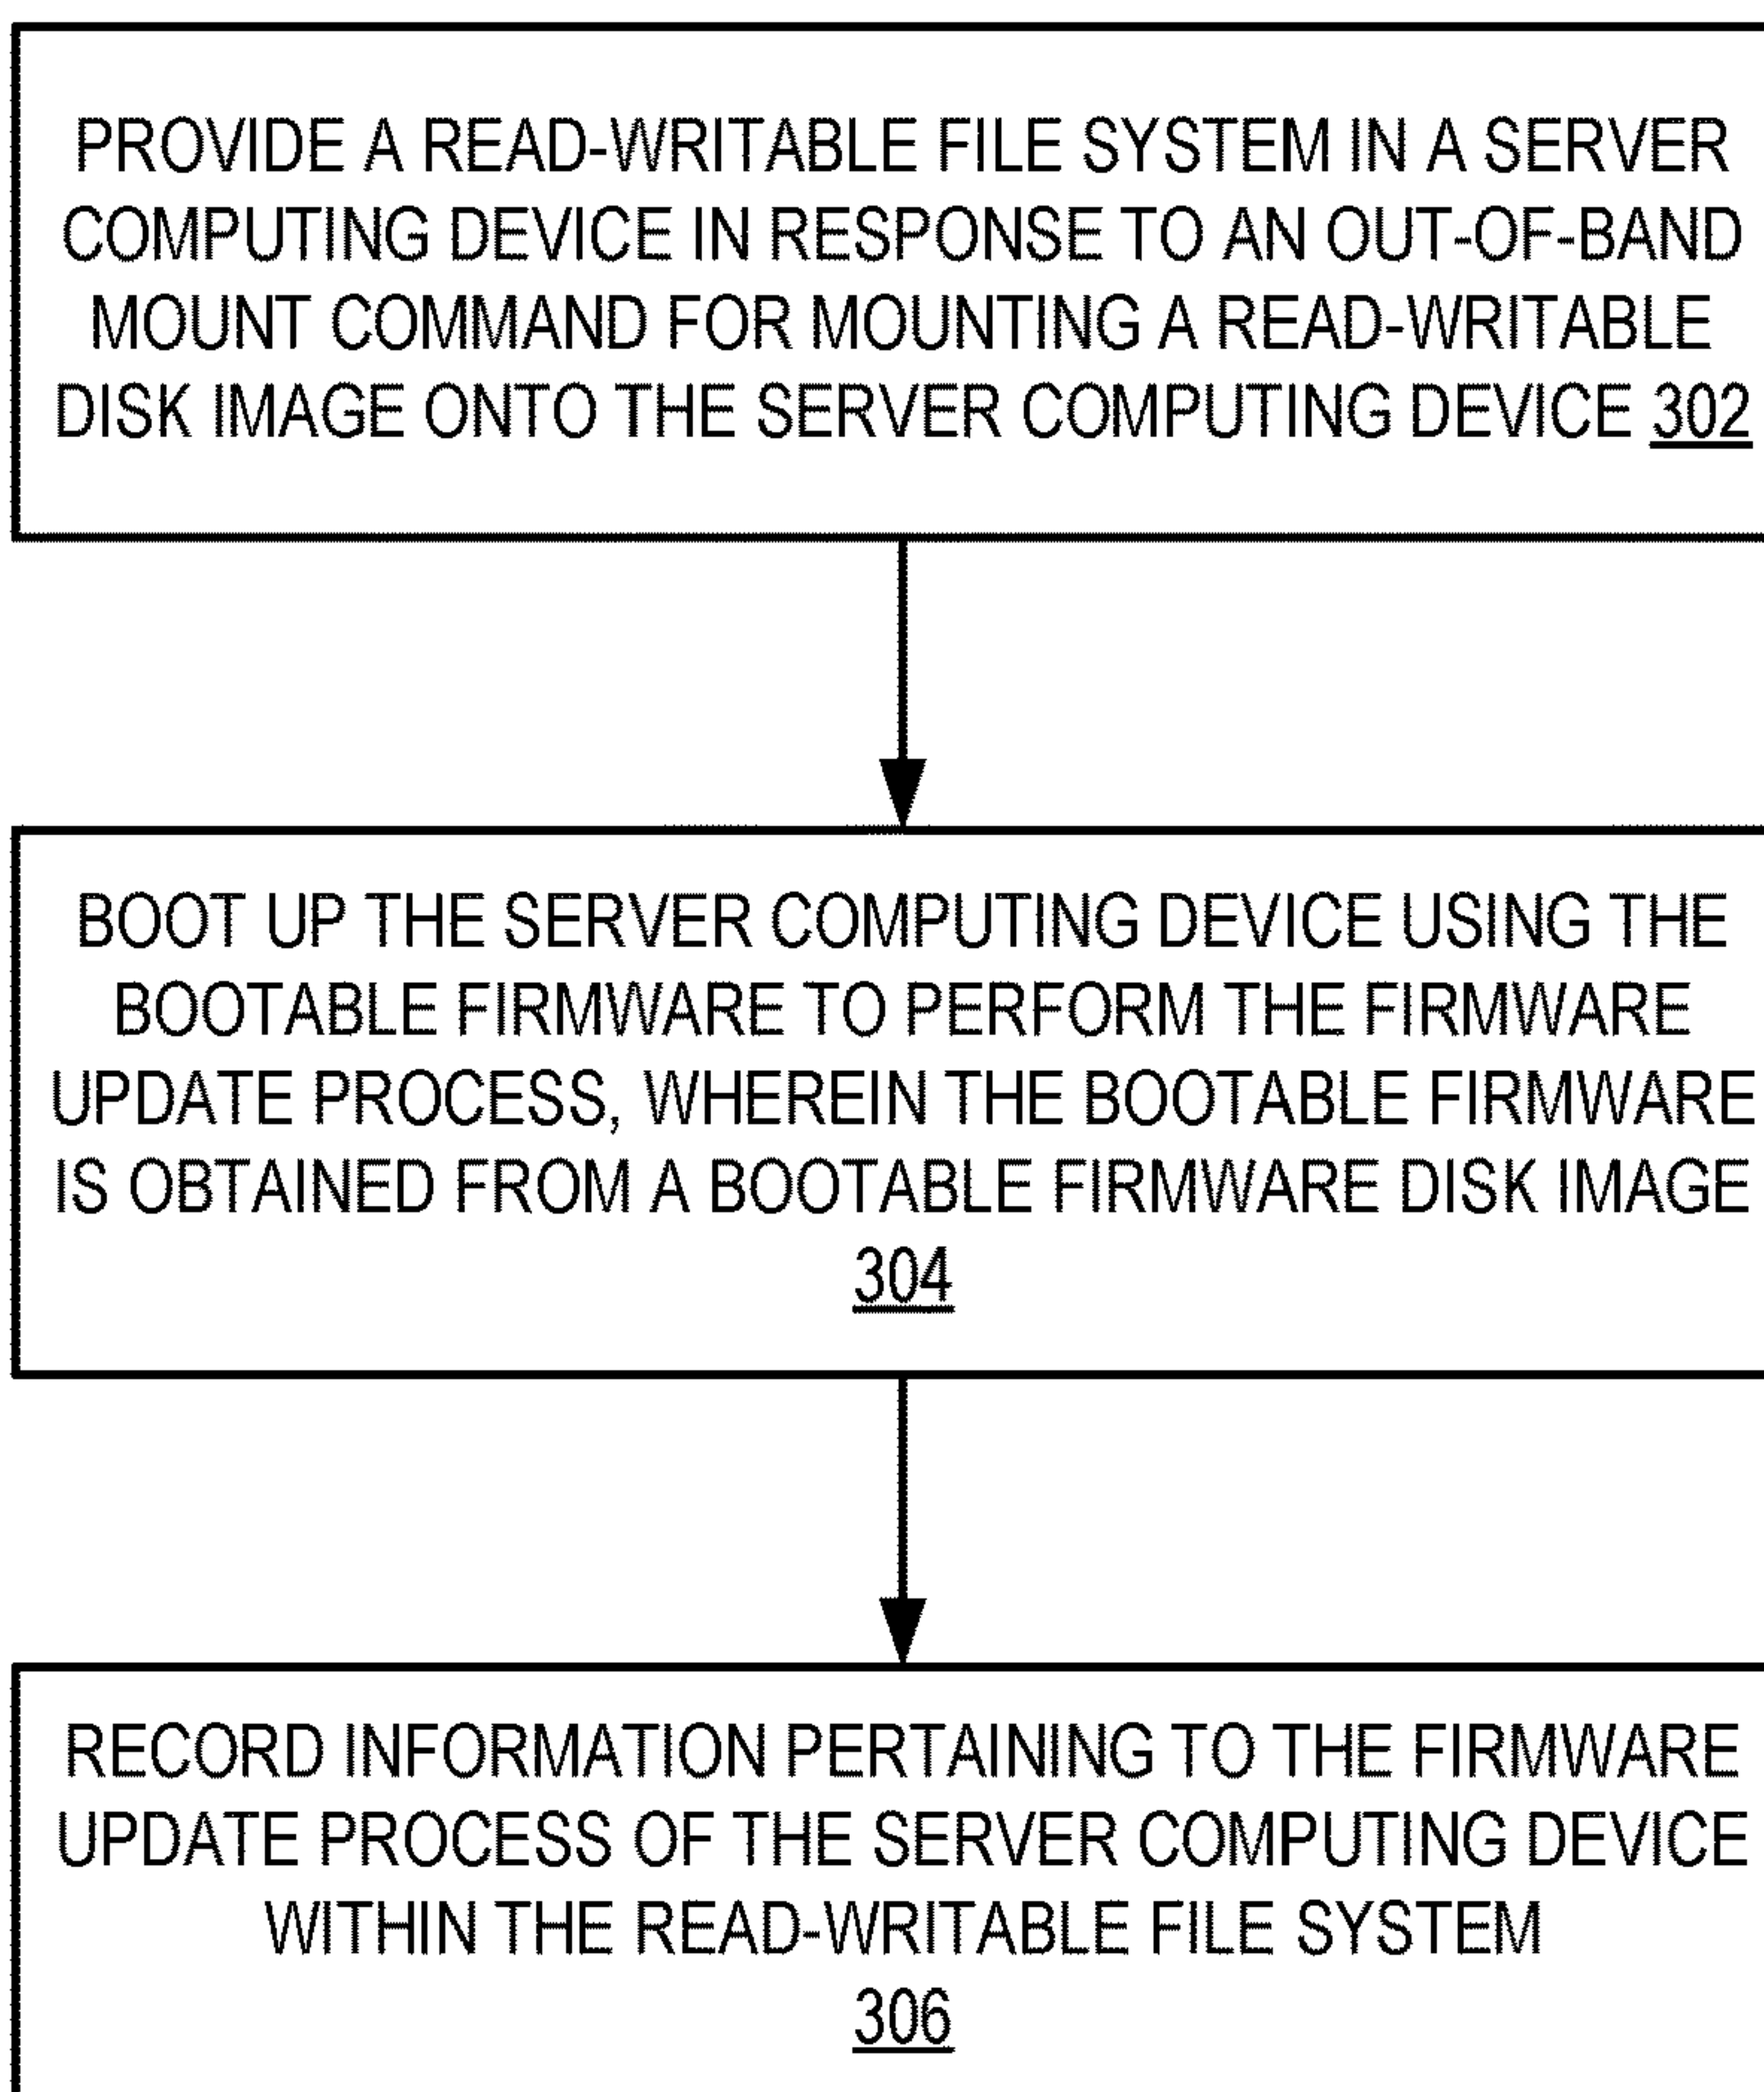 PROVIDE A READ-WRITABLE FILE SYSTEM IN A SERVER
COMPUTING DEVICE IN RESPONSE TO AN OUT-OF-BAND
MOUNT COMMAND FOR MOUNTING A READ-WRITABLE
DISK IMAGE ONTO THE SERVER COMPUTING DEVICE 302
BOOT UP THE SERVER COMPUTING DEVICE USING THE
BOOTABLE FIRMWARE TO PERFORM THE FIRMWARE
UPDATE PROCESS, WHEREIN THE BOOTABLE FIRMWARE
IS OBTAINED FROM A BOOTABLE FIRMWARE DISK IMAGE
304
RECORD INFORMATION PERTAINING TO THE FIRMWARE
UPDATE PROCESS OF THE SERVER COMPUTING DEVICE
WITHIN THE READ-WRITABLE FILE SYSTEM
306